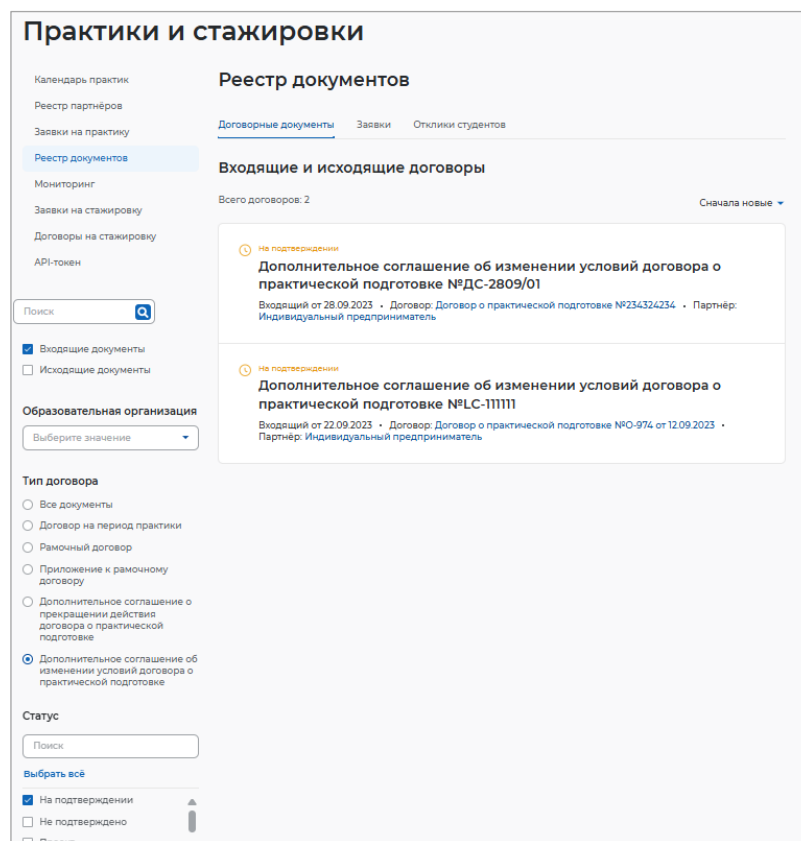 Практики и стажировки
Календарь практик
Реестр партнёров
Заявки на практику
Реестр документов
Мониторинг
Заявки на стажировку
Договоры на стажировку
API-токен
Поиск
Входящие документы
Исходящие документы
Образовательная организация
Выберите значение
Тип договора
Все документы
Договор на период практики
Рамочный договор
Приложение к рамочному
договору
Дополнительное соглашение о
прекращении действия
договора о практической
подготовке
Дополнительное соглашение об
изменении условий договора о
практической подготовке
Статус
Поиск
Выбрать всё
На подтверждении
Не подтверждено
Реестр документов
Договорные документы Заявки Отклики студентов
Входящие и исходящие договоры
Всего договоров: 2
Сначала новые
На подтверждении
Дополнительное соглашение об изменении условий договора о
практической подготовке №ДС-2809/01
Входящий от 28.09.2023 • Договор: Договор о практической подготовке №234324234 • Партнёр:
Индивидуальный предприниматель
На подтверждении
Дополнительное соглашение об изменении условий договора о
практической подготовке №LC-111111
Входящий от 22.09.2023 • Договор: Договор о практической подготовке №О-974 от 12.09.2023 •
Партнёр: Индивидуальный предприниматель